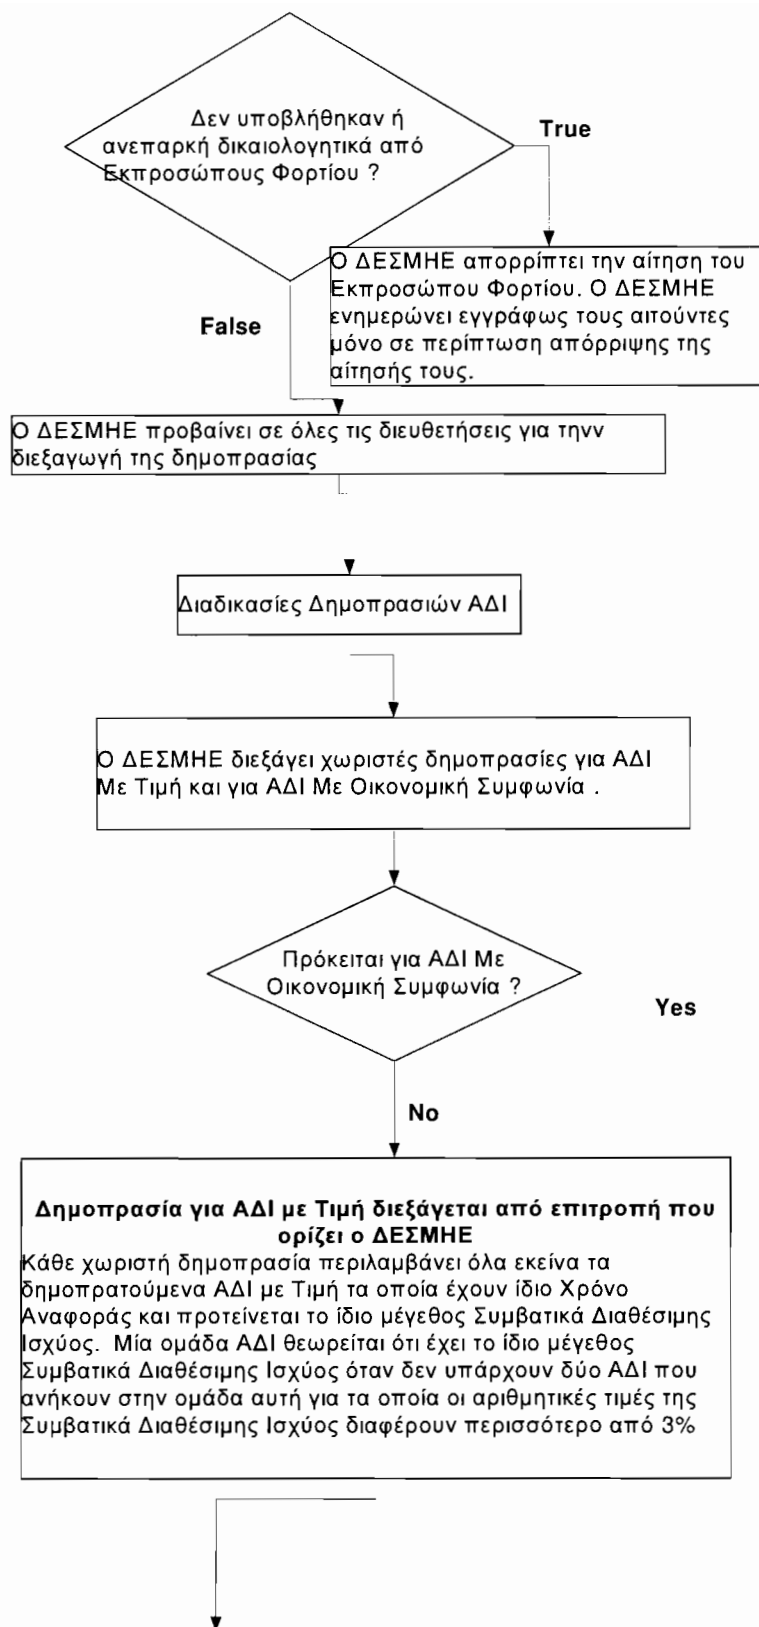 Δεν υποβλήθηκαν ή
ανεπαρκή δικαιολογητικά από
Εκπροσώπους Φορτίου ?
True
Ο ΔΕΣΜΗΕ απορρίπτει την αίτηση του
Εκπροσώπου Φορτίου. Ο ΔΕΣΜΗΕ
ενημερώνει εγγράφως τους αιτούντες
μόνο σε περίπτωση απόρριψης της
αίτησής τους.
False
Ο ΔΕΣΜΗΕ προβαίνει σε όλες τις διευθετήσεις για τηνν
διεξαγωγή της δημοπρασίας
Διαδικασίες Δημοπρασιών ΑΔΙ
Ο ΔΕΣΜΗΕ διεξάγει χωριστές δημοπρασίες για ΑΔΙ
Με Τιμή και για ΑΔΙ Με Οικονομική Συμφωνία .
Πρόκειται για ΑΔΙ Με
Οικονομική Συμφωνία ?
Yes
No
Δημοπρασία για ΑΔΙ με Τιμή διεξάγεται από επιτροπή που
ορίζει ο ΔΕΣΜΗΕ
Κάθε χωριστή δημοπρασία περιλαμβάνει όλα εκείνα τα
δημοπρατούμενα ΑΔΙ με Τιμή τα οποία έχουν ίδιο Χρόνο
Αναφοράς και προτείνεται το ίδιο μέγεθος Συμβατικά Διαθέσιμης
Ισχύος. Μία ομάδα ΑΔΙ θεωρείται ότι έχει το ίδιο μέγεθος
Συμβατικά Διαθέσιμης Ισχύος όταν δεν υπάρχουν δύο ΑΔΙ που
ανήκουν στην ομάδα αυτή για τα οποία οι αριθμητικές τιμές της
Συμβατικά Διαθέσιμης Ισχύος διαφέρουν περισσότερο από 3%